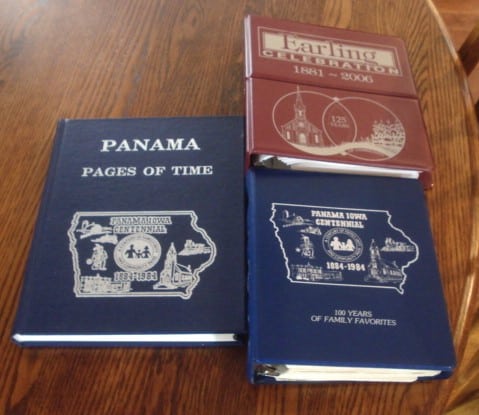 PANAMA
PAGES OF TIME
PANAMA IOWA
CENTENNIAL
1884-1984
Earling
CELEBRATION
1881 ~ 2006
125
YEARS
PANAMA IOWA
CENTENNIAL
1884-1984
100 YEARS
OF FAMILY FAVORITES